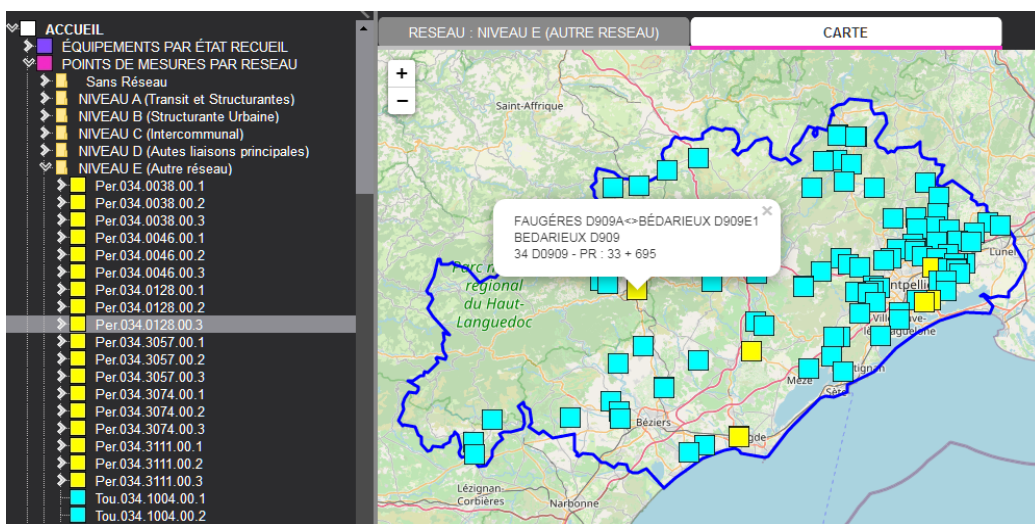 ACCUEIL
ÉQUIPEMENTS PAR ÉTAT RECUEIL
POINTS DE MESURES PAR RESEAU
Sans Réseau
NIVEAU A (Transit et Structurantes)
NIVEAU B (Structurante Urbaine)
NIVEAU C (Intercommunal)
NIVEAU D (Autes liaisons principales)
NIVEAU E (Autre réseau)
Per.034.0038.00.1
Per.034.0038.00.2
Per.034.0038.00.3
Per.034.0046.00.1
Per.034.0046.00.2
Per.034.0046.00.3
Per.034.0128.00.1
Per.034.0128.00.2
Per.034.0128.00.3
Per.034.3057.00.1
Per.034.3057.00.2
Per.034.3057.00.3
Per.034.3074.00.1
Per.034.3074.00.2
Per.034.3074.00.3
Per.034.3111.00.1
Per.034.3111.00.2
Per.034.3111.00.3
Tou.034.1004.00.1
Tou.034.1004.00.2
RESEAU : NIVEAU E (AUTRE RESEAU)
CARTE
+
−
Saint-Affrique
×
FAUGÉRES D909A<>BÉDARIEUX D909E1
BEDARIEUX D909
34 D0909 - PR : 33 + 695
Parc
régional
du Haut-
Languedoc
Lunel
Mèze
Béziers
Lézignan-
Corbières
Narbonne